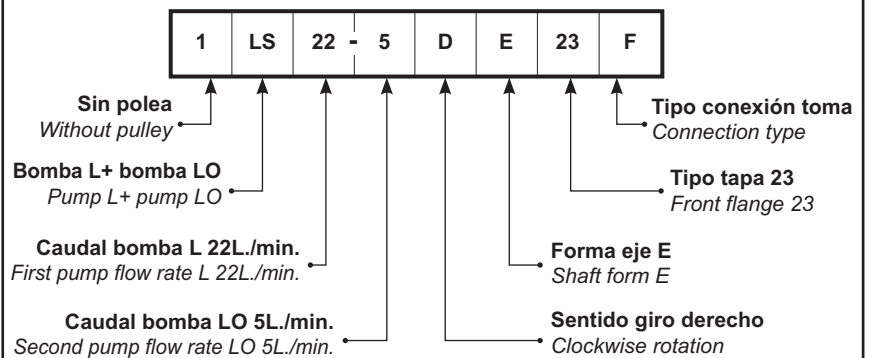 1 LS 22 - 5 D E 23 F
Sin polea
Without pulley
Tipo conexión toma
Connection type
Bomba L+ bomba LO
Pump L+ pump LO
Tipo tapa 23
Front flange 23
Caudal bomba L 22L./min.
First pump flow rate L 22L./min.
Forma eje E
Shaft form E
Caudal bomba LO 5L./min.
Second pump flow rate LO 5L./min.
Sentido giro derecho
Clockwise rotation